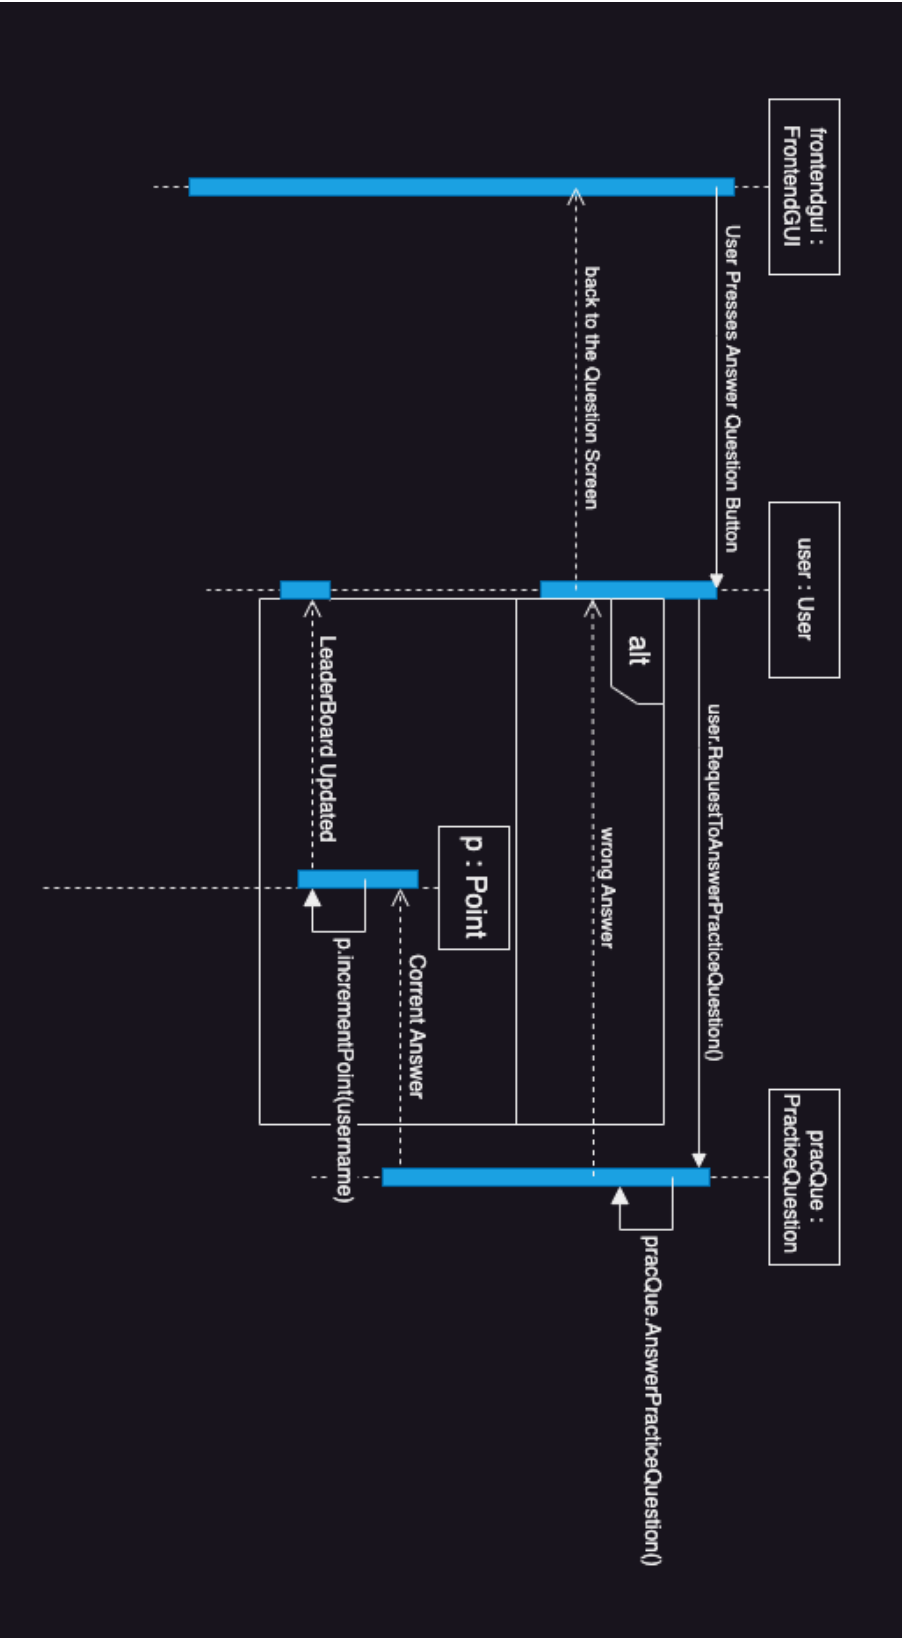 frontendgui :
FrontendGUI
user : User
pracQue :
PracticeQuestion
User Presses Answer Question Button
user.RequestToAnswerPracticeQuestion()
pracQue.AnswerPracticeQuestion()
alt
wrong Answer
back to the Question Screen
p : Point
Corrent Answer
p.incrementPoint(username)
LeaderBoard Updated